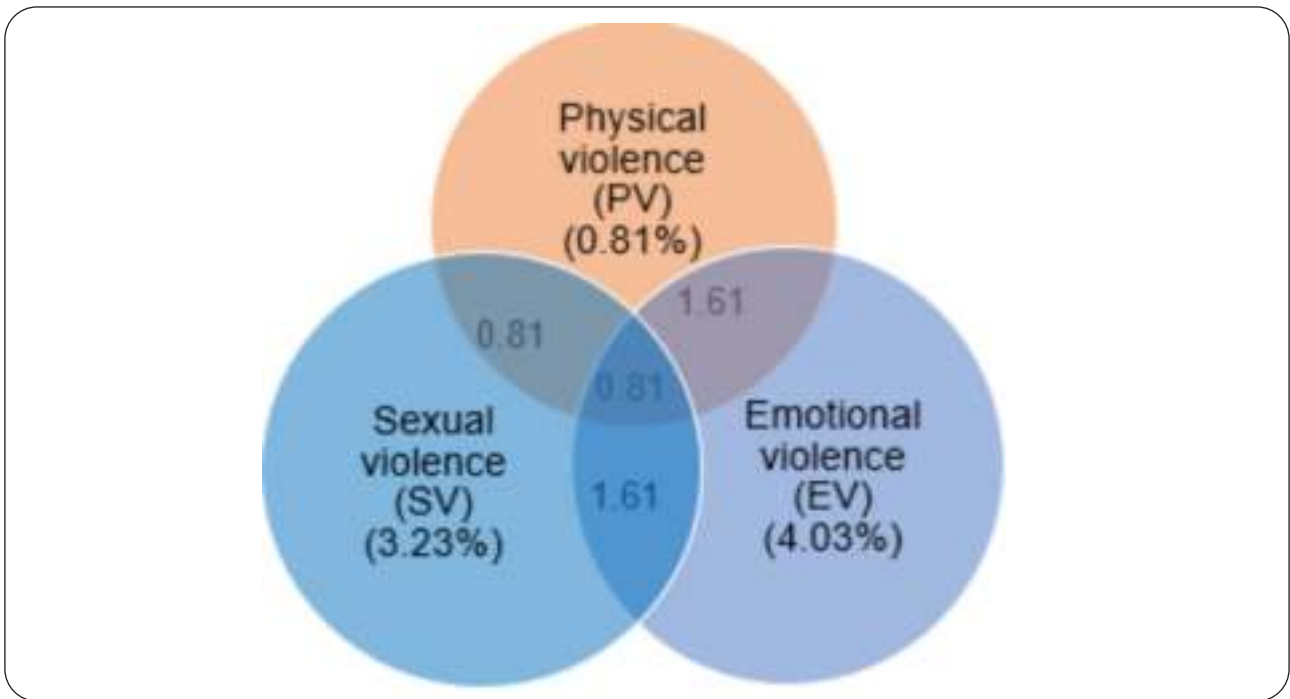 Physical
violence
(PV)
(0.81%)
1.61
0.81
0.81
Sexual
violence
(SV)
(3.23%)
Emotional
violence
(EV)
(4.03%)
1.61